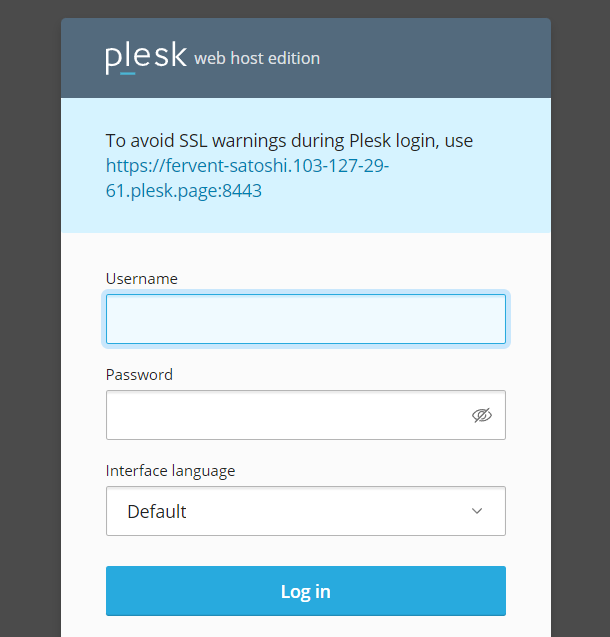 plesk web host edition
To avoid SSL warnings during Plesk login, use
https://fervent-satoshi.103-127-29-
61.plesk.page:8443
Username
Password
Interface language
Default
Log in